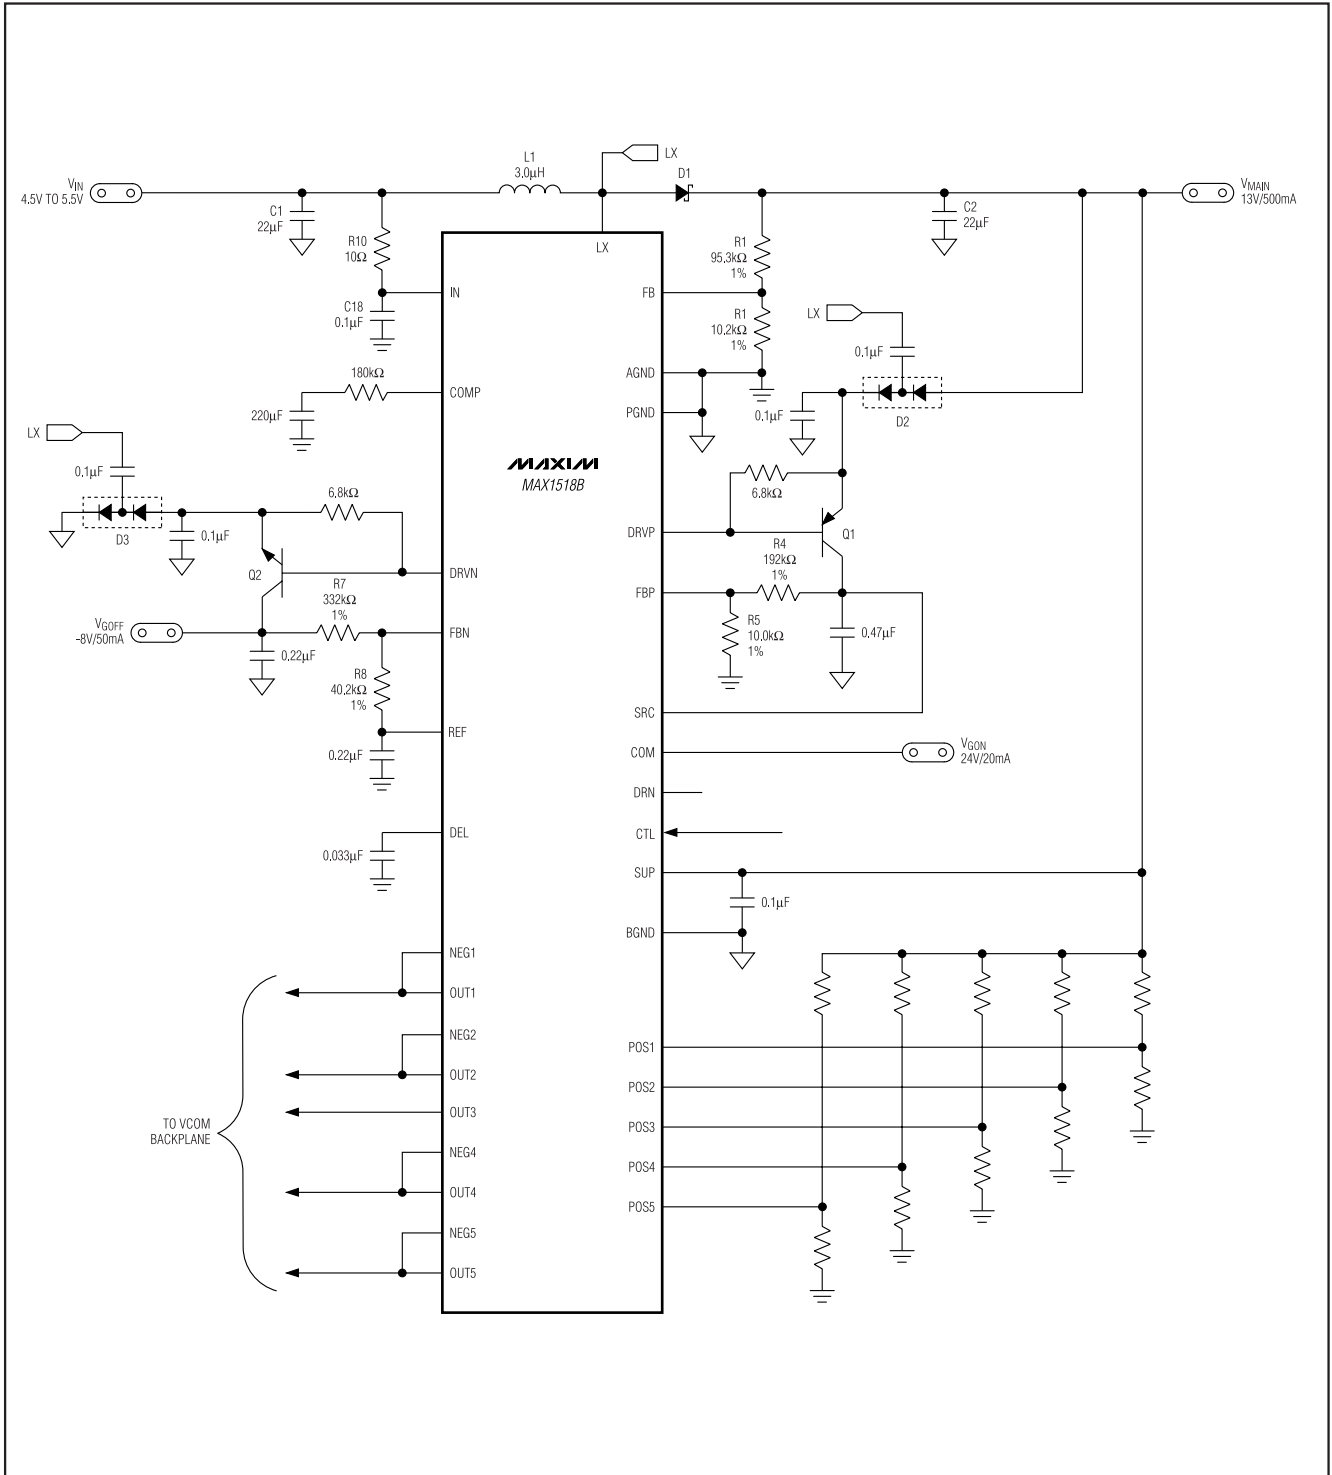 L1
3.0µH
LX
D1
VIN
4.5V TO 5.5V
VMAIN
13V/500mA
C1
22µF
C2
22µF
R10
10Ω
LX
R1
95.3kΩ
1%
IN
FB
C18
0.1µF
LX
R1
10.2kΩ
1%
0.1µF
180kΩ
COMP
AGND
220µF
PGND
0.1µF
D2
LX
MAXIM
MAX1518B
0.1µF
6.8kΩ
6.8kΩ
D3
0.1µF
DRVP
Q1
Q2
DRVN
R4
192kΩ
1%
R7
332kΩ
1%
FBP
VGOFF
-8V/50mA
FBN
R5
10.0kΩ
1%
0.47µF
0.22µF
R8
40.2kΩ
1%
SRC
REF
0.22µF
COM
VGON
24V/20mA
DRN
DEL
CTL
0.033µF
SUP
0.1µF
BGND
NEG1
OUT1
NEG2
POS1
OUT2
POS2
OUT3
POS3
TO VCOM
BACKPLANE
NEG4
POS4
OUT4
POS5
NEG5
OUT5